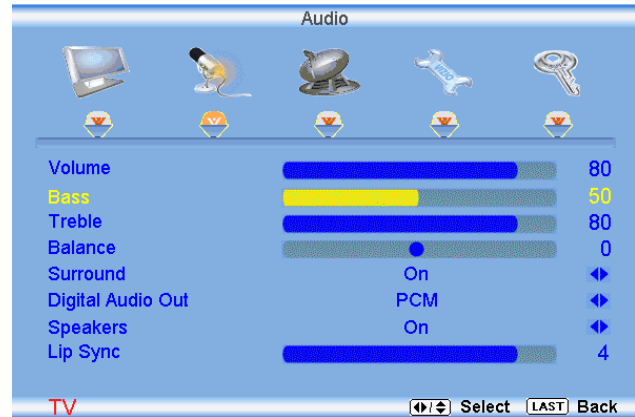 Audio
VIZIO
Volume 80
Bass 50
Treble 80
Balance 0
Surround On
Digital Audio Out PCM
Speakers On
Lip Sync 4
TV Select LAST Back